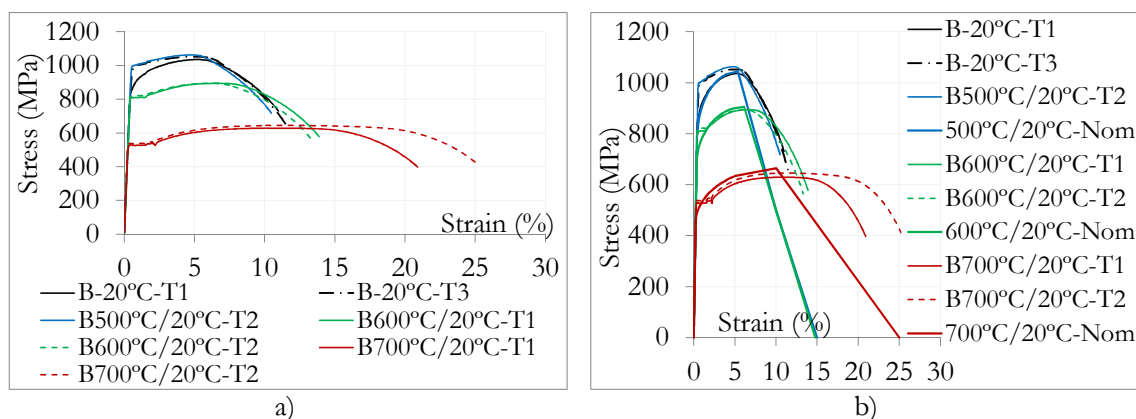 1200
1000
800
600
400
200
0
Stress (MPa)
Strain (%)
0 5 10 15 20 25 30
B-20ºC-T1 B-20ºC-T3
B500ºC/20ºC-T2 B600ºC/20ºC-T1
B600ºC/20ºC-T2 B700ºC/20ºC-T1
B700ºC/20ºC-T2
a)
1200
1000
800
600
400
200
0
Stress (MPa)
Strain (%)
0 5 10 15 20 25 30
B-20ºC-T1
B-20ºC-T3
B500ºC/20ºC-T2
500ºC/20ºC-Nom
B600ºC/20ºC-T1
B600ºC/20ºC-T2
600ºC/20ºC-Nom
B700ºC/20ºC-T1
B700ºC/20ºC-T2
700ºC/20ºC-Nom
b)